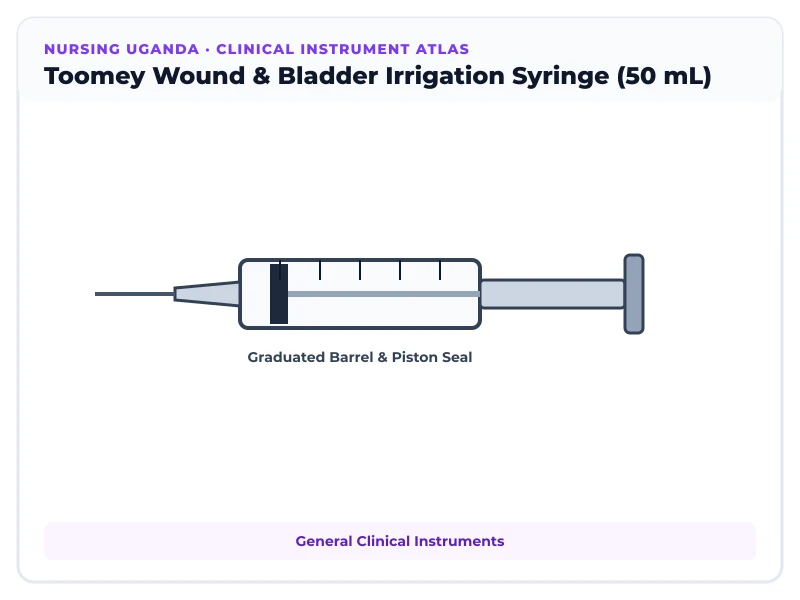 NURSING UGANDA · CLINICAL INSTRUMENT ATLAS
Toomey Wound & Bladder Irrigation Syringe (50 mL)
Graduated Barrel & Piston Seal
General Clinical Instruments